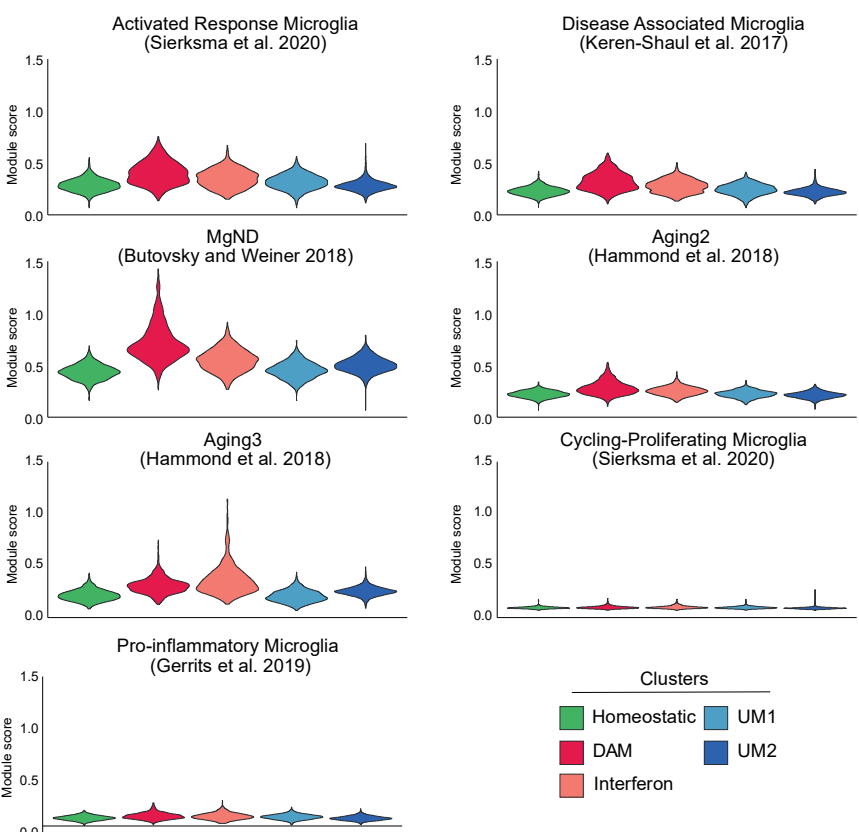 Activated Response Microglia
(Sierksma et al. 2020)
Module score
1.5
1.0
0.5
0.0
Disease Associated Microglia
(Keren-Shaul et al. 2017)
Module score
1.5
1.0
0.5
0.0
MgND
(Butovsky and Weiner 2018)
Module score
1.5
1.0
0.5
0.0
Aging2
(Hammond et al. 2018)
Module score
1.5
1.0
0.5
0.0
Aging3
(Hammond et al. 2018)
Module score
1.5
1.0
0.5
0.0
Cycling-Proliferating Microglia
(Sierksma et al. 2020)
Module score
1.5
1.0
0.5
0.0
Pro-inflammatory Microglia
(Gerrits et al. 2019)
Module score
1.5
1.0
0.5
0.0
Clusters
Homeostatic
UM1
DAM
UM2
Interferon